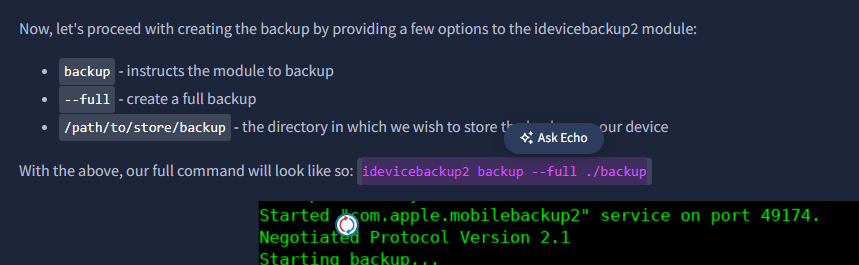 Now, let's proceed with creating the backup by providing a few options to the idevicebackup2 module:
backup - instructs the module to backup
--full - create a full backup
/path/to/store/backup - the directory in which we wish to store our device
Ask Echo
With the above, our full command will look like so: idevicebackup2 backup --full ./backup
Started "com.apple.mobilebackup2" service on port 49174.
Negotiated Protocol Version 2.1
Starting backup...